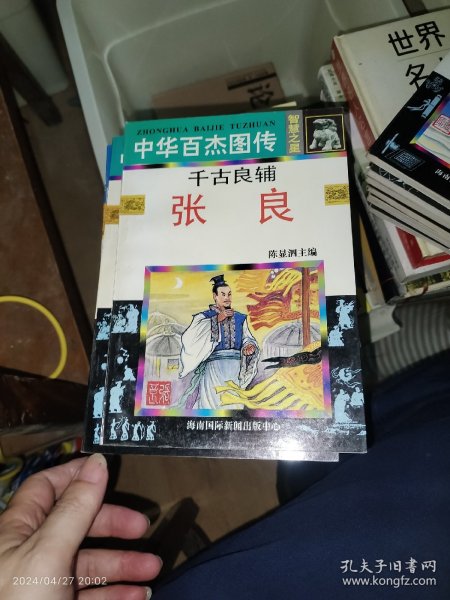 ZHONGHUA BAIJIE TUZHUAN
中华百杰图传
智慧之星
千古良辅
张 良
陈显泗主编
海南国际新闻出版中心
世界
名
2024/04/27 20:02
孔夫子旧书网
www.kongfz.com